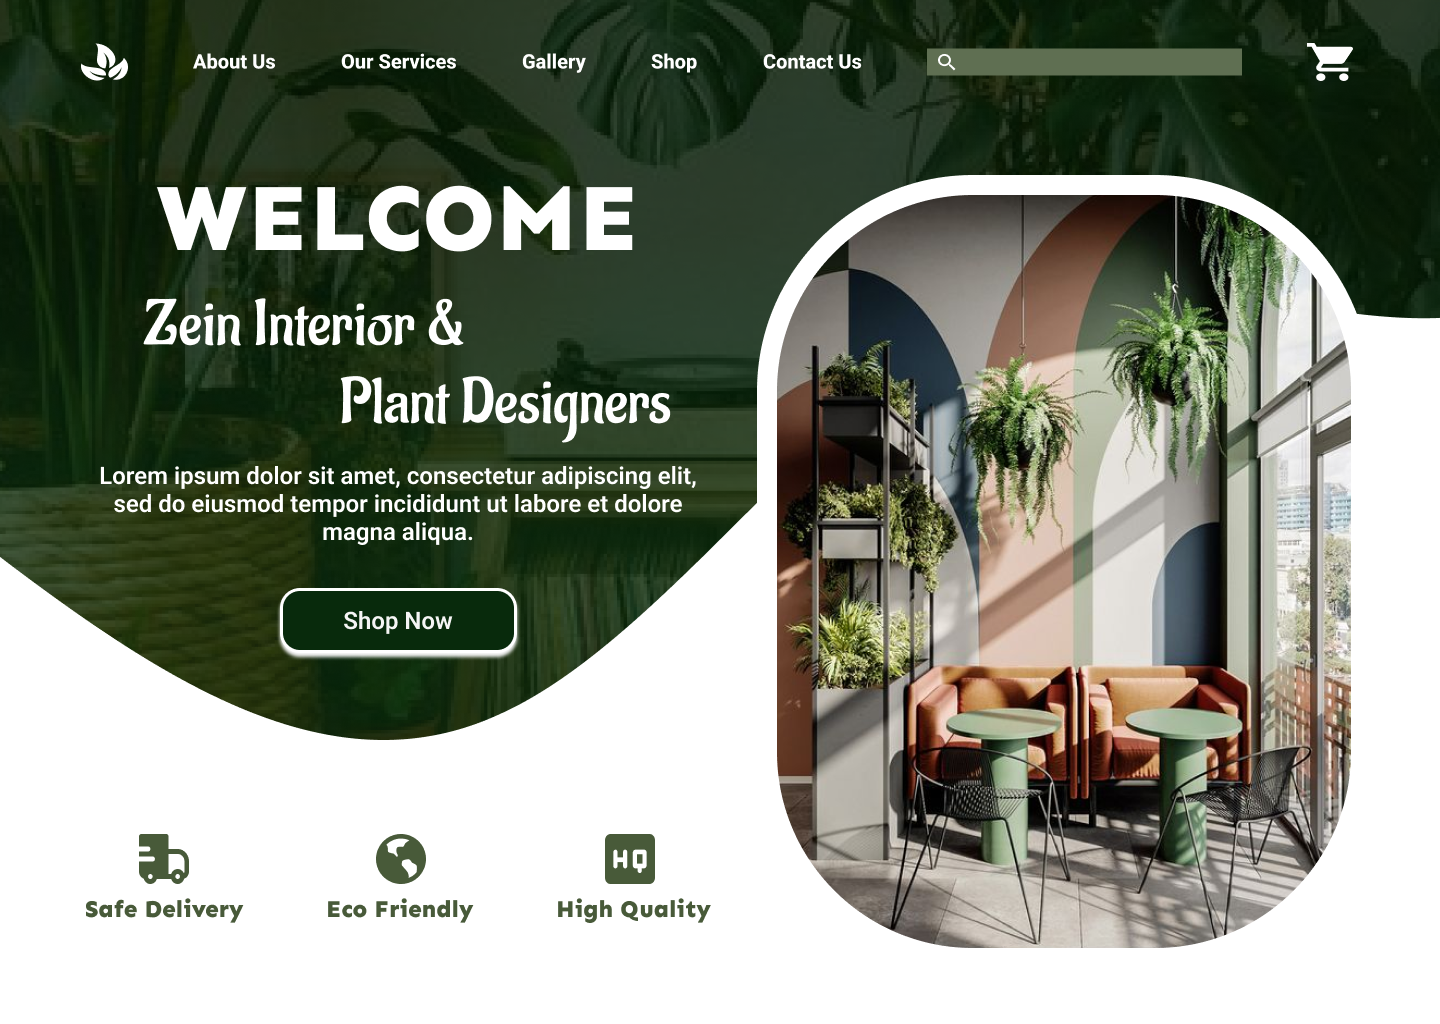 About Us
Our Services
Gallery
Shop
Contact Us
WELCOME
Zein Interior &
Plant Designers
Lorem ipsum dolor sit amet, consectetur adipiscing elit,
sed do eiusmod tempor incididunt ut labore et dolore
magna aliqua.
Shop Now
HQ
Safe Delivery
Eco Friendly
High Quality